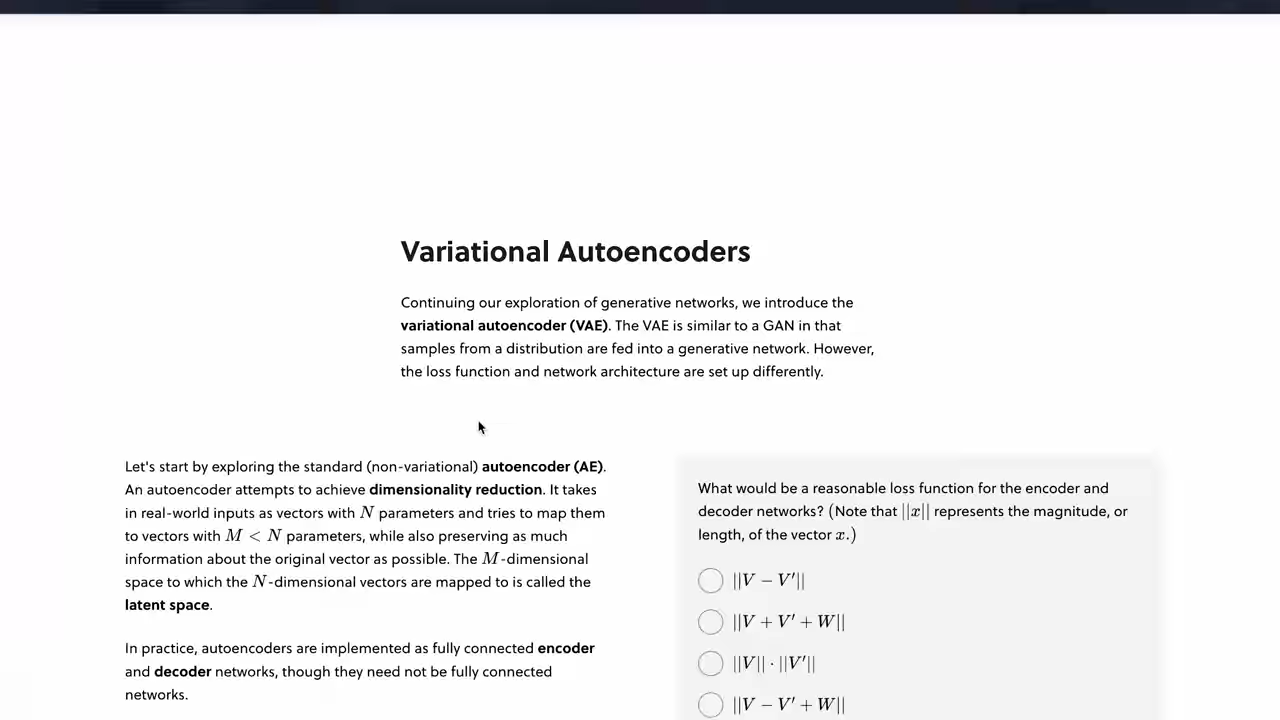 Variational Autoencoders
Continuing our exploration of generative networks, we introduce the
variational autoencoder (VAE). The VAE is similar to a GAN in that
samples from a distribution are fed into a generative network. However,
the loss function and network architecture are set up differently.
Let's start by exploring the standard (non-variational) autoencoder (AE).
An autoencoder attempts to achieve dimensionality reduction. It takes
in real-world inputs as vectors with N parameters and tries to map them
to vectors with M < N parameters, while also preserving as much
information about the original vector as possible. The M-dimensional
space to which the N-dimensional vectors are mapped to is called the
latent space.
In practice, autoencoders are implemented as fully connected encoder
and decoder networks, though they need not be fully connected
networks.
What would be a reasonable loss function for the encoder and
decoder networks? (Note that ||x|| represents the magnitude, or
length, of the vector x.)
||V − V′||
||V + V′ + W||
||V|| · ||V′||
||V − V′ + W||